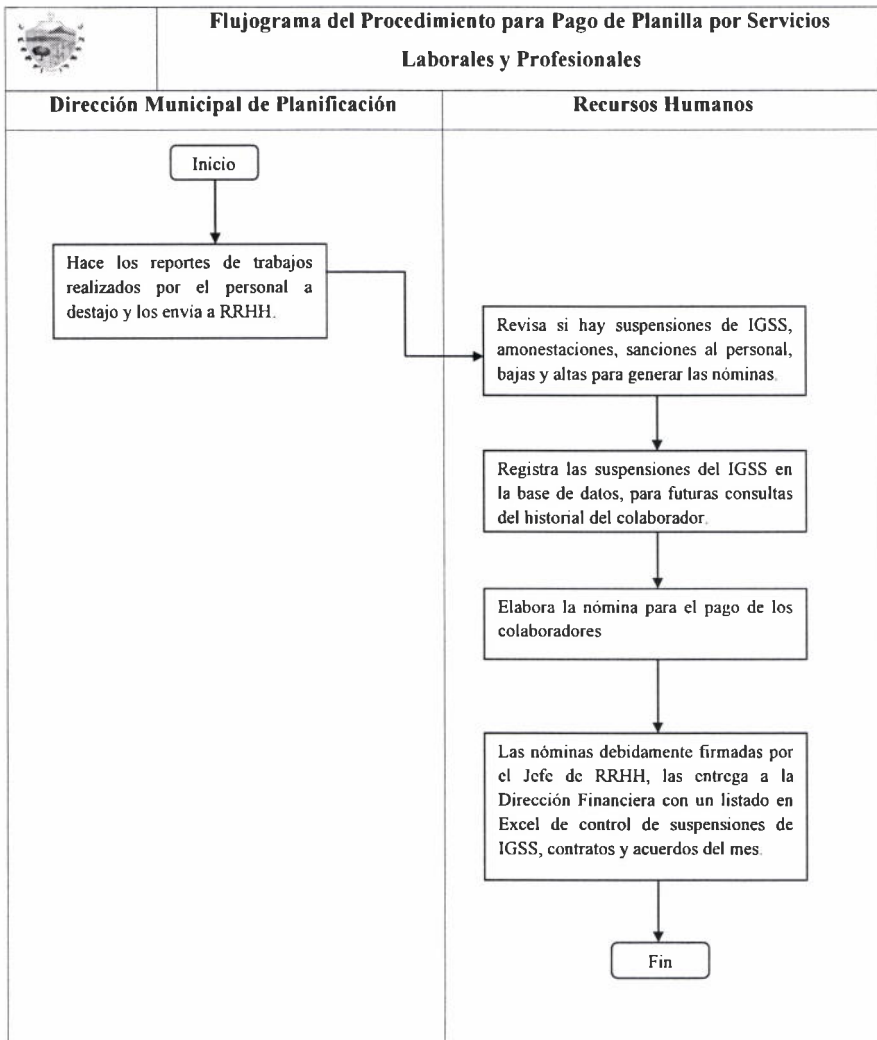 Flujograma del Procedimiento para Pago de Planilla por Servicios
Laborales y Profesionales
Dirección Municipal de Planificación
Recursos Humanos
Inicio
Hace los reportes de trabajos
realizados por el personal a
destajo y los envia a RRHH.
Revisa si hay suspensiones de IGSS,
amonestaciones, sanciones al personal,
bajas y altas para generar las nóminas.
Registra las suspensiones del IGSS en
la base de datos, para futuras consultas
del historial del colaborador.
Elabora la nómina para el pago de los
colaboradores
Las nóminas debidamente firmadas por
el Jefe de RRHH, las entrega a la
Dirección Financiera con un listado en
Excel de control de suspensiones de
IGSS, contratos y acuerdos del mes.
Fin